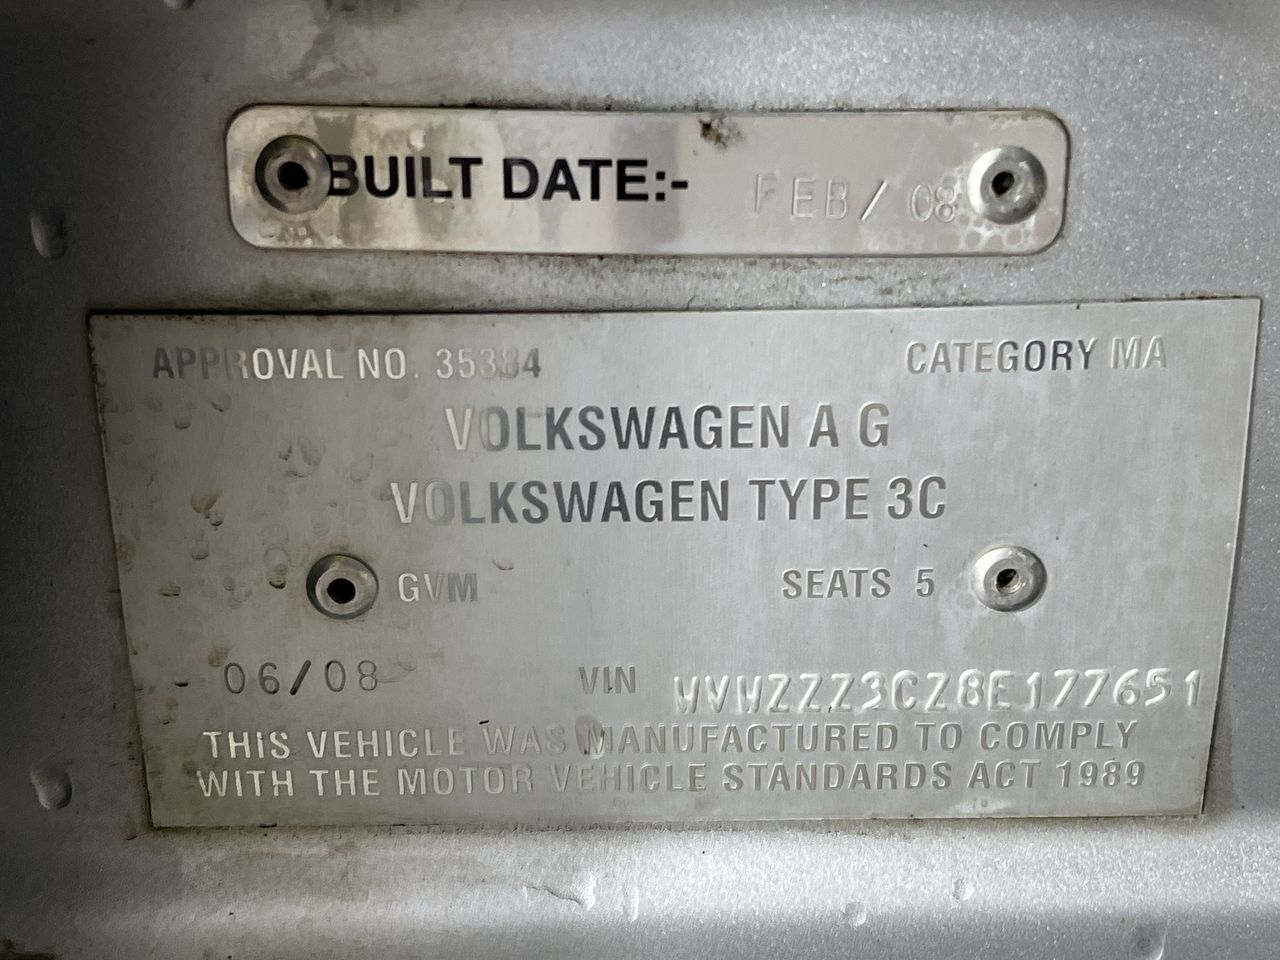 BUILT DATE:- FEB/ 08
APPROVAL NO. 35384 CATEGORY MA
VOLKSWAGEN A G
VOLKSWAGEN TYPE 3C
GVM SEATS 5
06/08 VIN WVWZZZ3CZ8E177651
THIS VEHICLE WAS MANUFACTURED TO COMPLY
WITH THE MOTOR VEHICLE STANDARDS ACT 1989